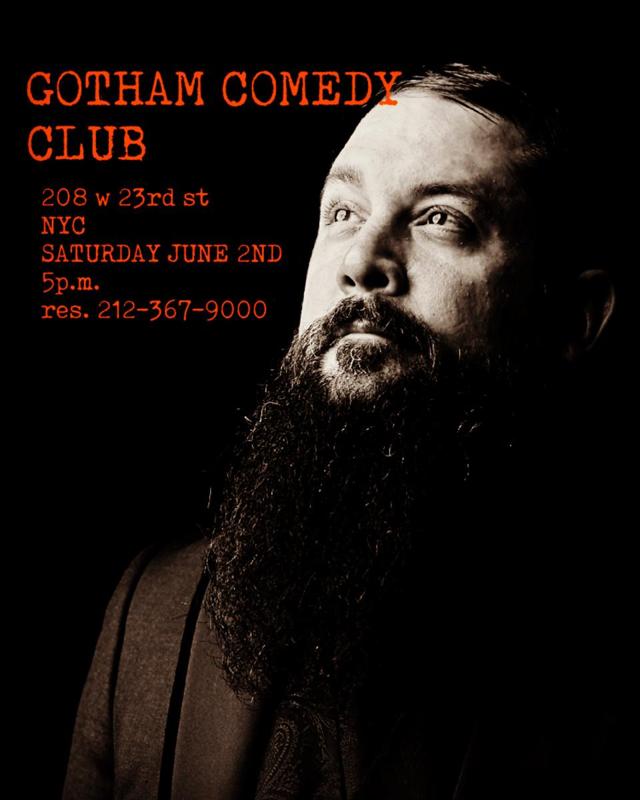 GOTHAM COMEDY
CLUB
208 w 23rd st
NYC
SATURDAY JUNE 2ND
5p.m.
res. 212-367-9000